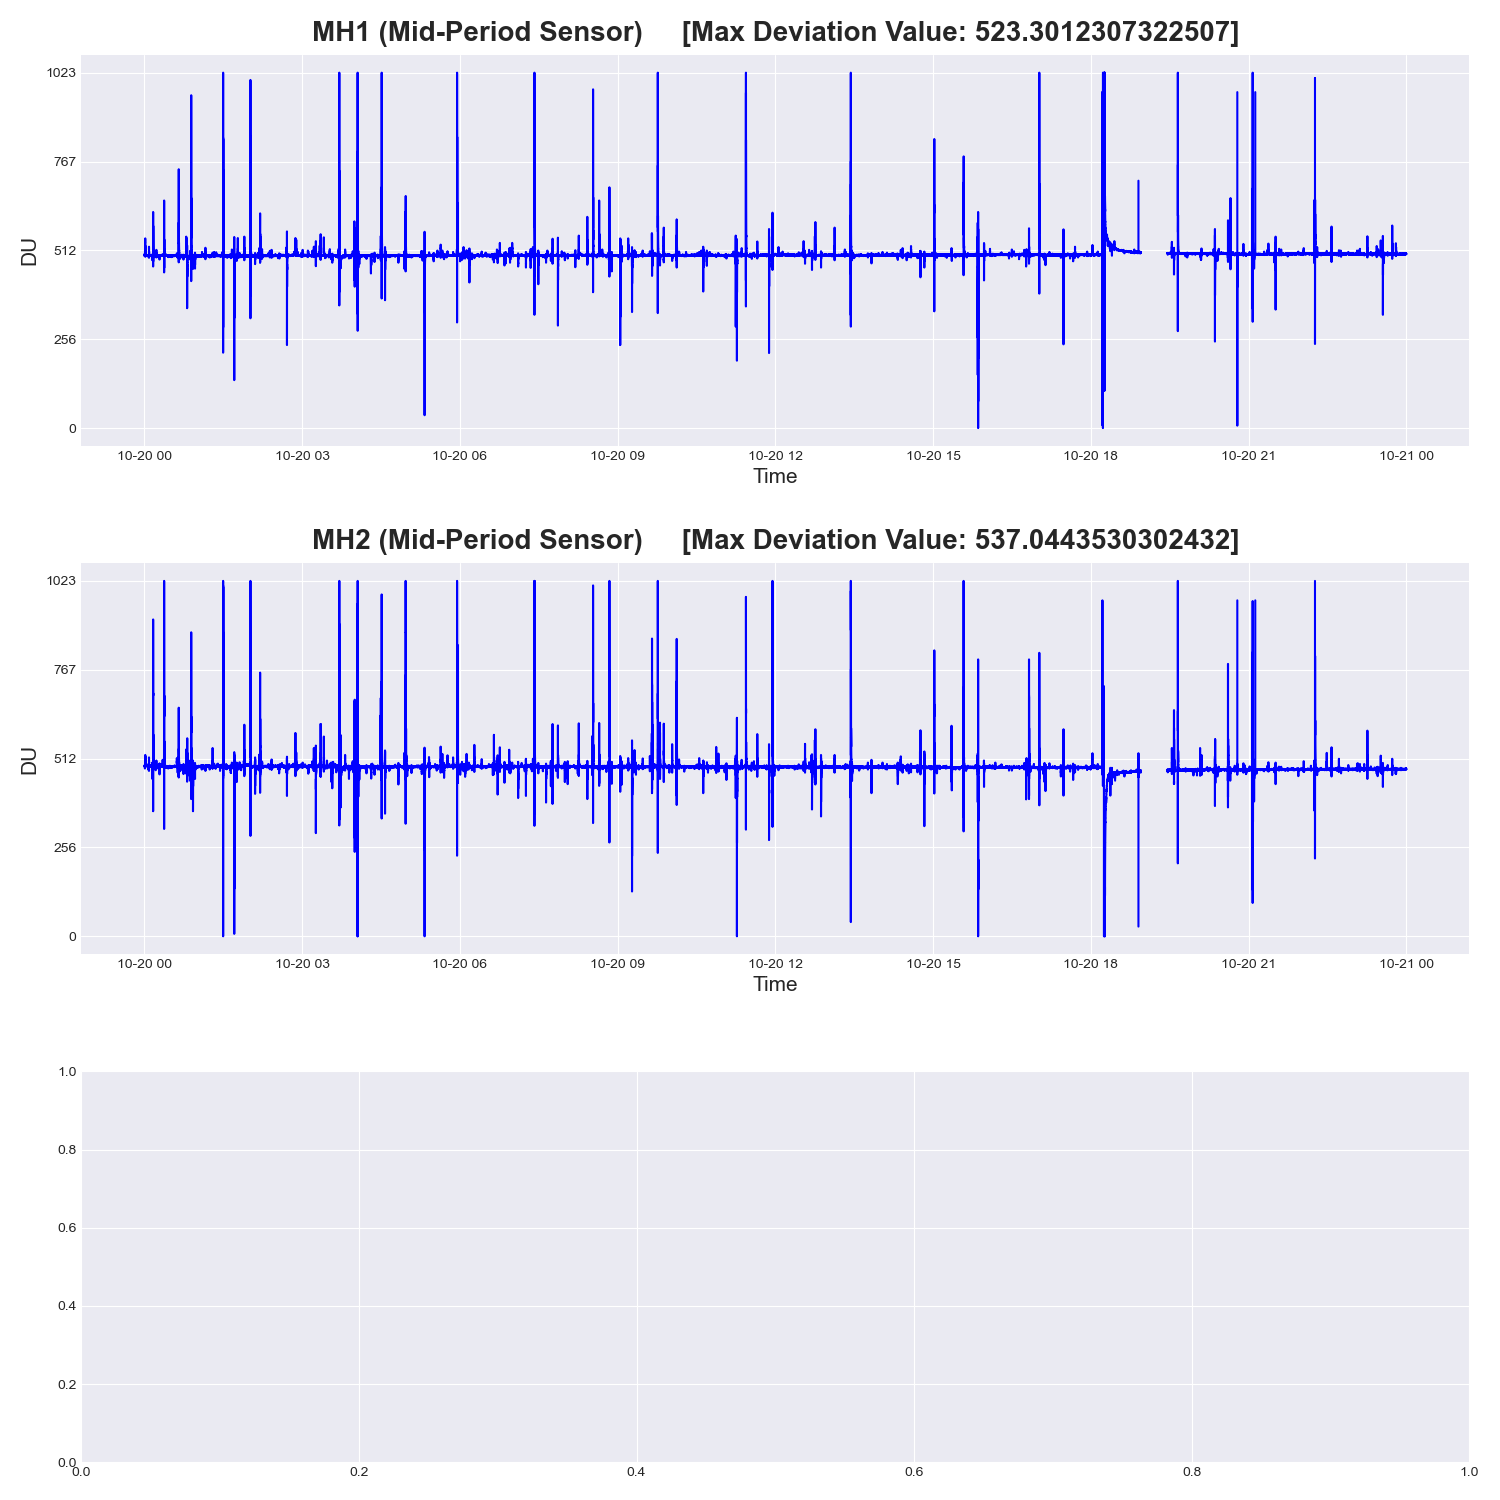 MH1 (Mid-Period Sensor) [Max Deviation Value: 523.3012307322507]
1023
767
512
256
0
DU
10-20 00 10-20 03 10-20 06 10-20 09 10-20 12 10-20 15 10-20 18 10-20 21 10-21 00
Time
MH2 (Mid-Period Sensor) [Max Deviation Value: 537.0443530302432]
1023
767
512
256
0
DU
10-20 00 10-20 03 10-20 06 10-20 09 10-20 12 10-20 15 10-20 18 10-20 21 10-21 00
Time
1.0
0.8
0.6
0.4
0.2
0.0
0.0 0.2 0.4 0.6 0.8 1.0